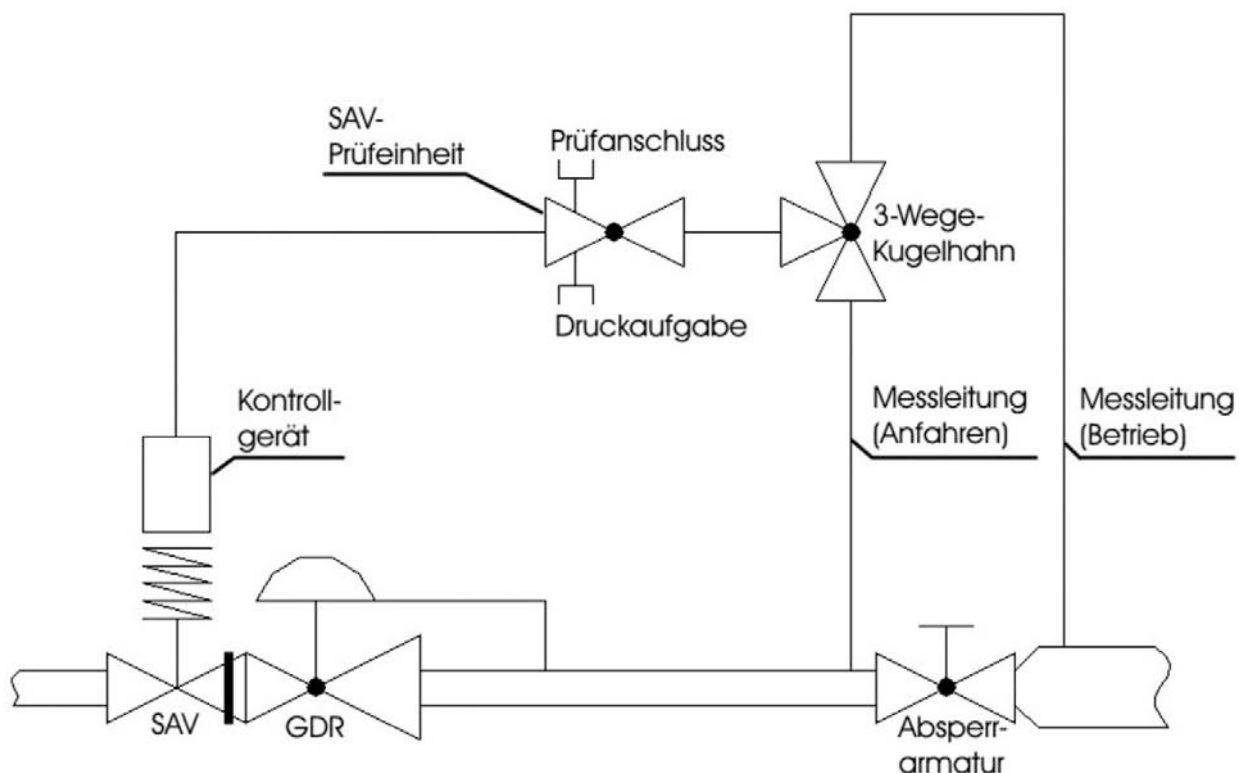 SAV-
Prüfeinheit
Prüfanschluss
3-Wege-
Kugelhahn
Druckaufgabe
Kontroll-
gerät
Messleitung
(Anfahren)
Messleitung
(Betrieb)
SAV
GDR
Absperr-
armatur